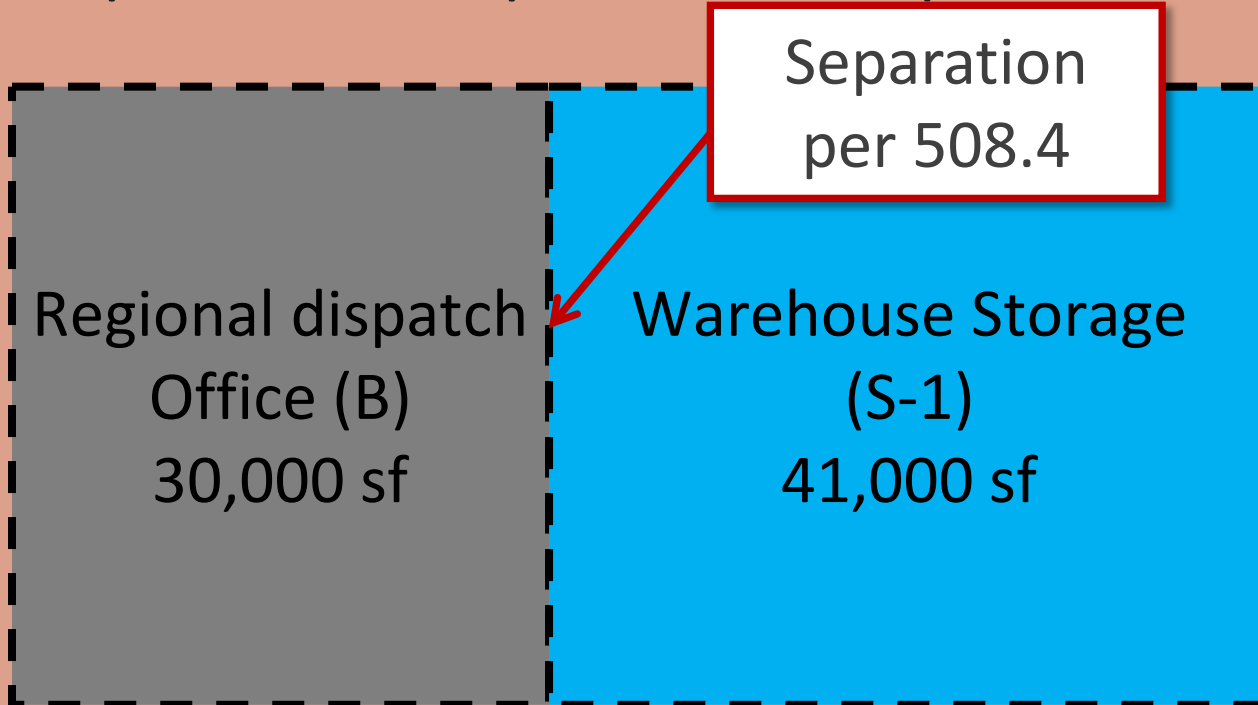 Separation
per 508.4
Regional dispatch
Office (B)
30,000 sf
Warehouse Storage
(S-1)
41,000 sf